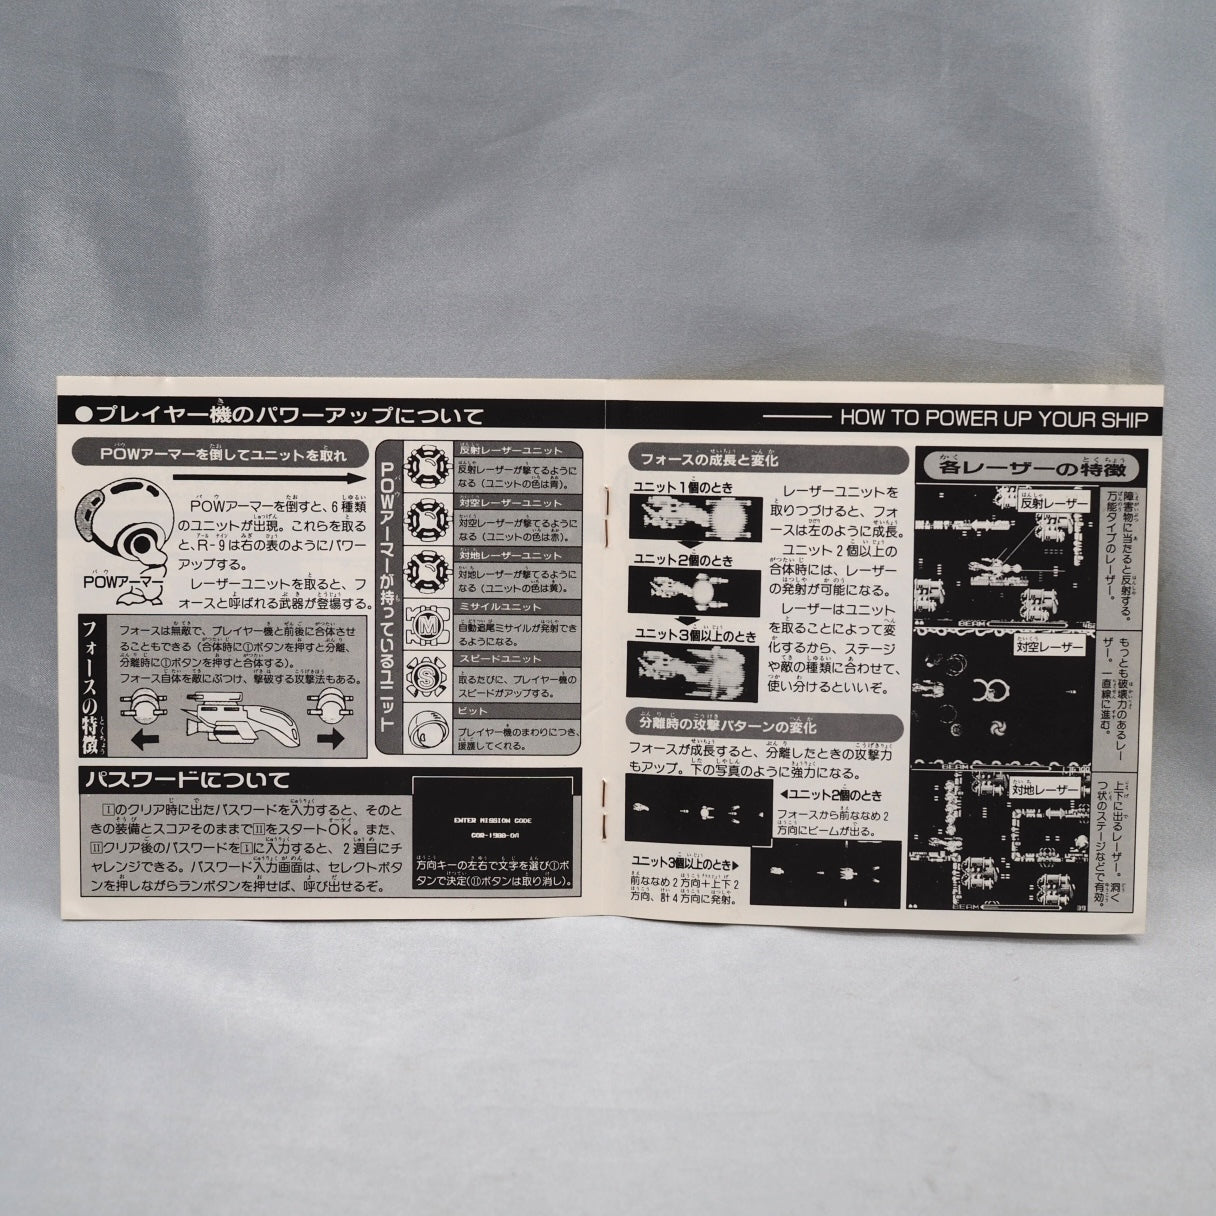 ●プレイヤー機のパワーアップについて
POWアーマーを倒してユニットを取れ
POWアーマーを倒すと、6種類
のユニットが出現。これらを取る
と、R-9は右の表のようにパワー
アップする。
レーザーユニットを取ると、フ
ォースと呼ばれる武器が登場する。
POWアーマー
フォースの特徴
フォースは無敵で、プレイヤー機と前後に合体させ
ることもできる(合体時に①ボタンを押すと分離、
分離時に①ボタンを押すと合体する)。
フォース自体を敵にぶつけ、撃破する攻撃法もある。
POWアーマーが持っているユニット
反射レーザーユニット
反射レーザーが撃てるように
なる(ユニットの色は青)。
対空レーザーユニット
対空レーザーが撃てるように
なる(ユニットの色は赤)。
対地レーザーユニット
対地レーザーが撃てるように
なる(ユニットの色は黄)。
M
ミサイルユニット
自動追尾ミサイルが発射でき
るようになる。
S
スピードユニット
取るたびに、プレイヤー機の
スピードがアップする。
ビット
プレイヤー機のまわりにつき、
援護してくれる。
パスワードについて
Ⅰのクリア時に出たパスワードを入力すると、そのと
きの装備とスコアそのままでⅡをスタートOK。また、
Ⅱクリア後のパスワードをⅠに入力すると、2週目にチ
ャレンジできる。パスワード入力画面は、セレクトボタ
ンを押しながらランボタンを押せば、呼び出せるぞ。
ENTER MISSION CODE
方向キーの左右で文字を選び①ボ
タンで決定(⑪ボタンは取り消し)。
HOW TO POWER UP YOUR SHIP
フォースの成長と変化
ユニット1個のとき
ユニット2個のとき
ユニット3個以上のとき
レーザーユニットを
取りつづけると、フォ
ースは左のように成長。
ユニット2個以上の
合体時には、レーザー
の発射が可能になる。
レーザーはユニット
を取ることによって変
化するから、ステージ
や敵の種類に合わせて、
使い分けるといいぞ。
分離時の攻撃パターンの変化
フォースが成長すると、分離したときの攻撃力
もアップ。下の写真のように強力になる。
◀ユニット2個のとき
フォースから前ななめ2
方向にビームが出る。
ユニット3個以上のとき▶
前ななめ2方向+上下2
方向、計4方向に発射。
各レーザーの特徴
反射レーザー
障害物に当たると反射する。
万能タイプのレーザー。
BEAM
対空レーザー
もっとも破壊力のあるレー
ザー。一直線に進む。
BEAM
対地レーザー
上下に出るレーザー。洞く
つ状のステージなどで有効。
BEAM